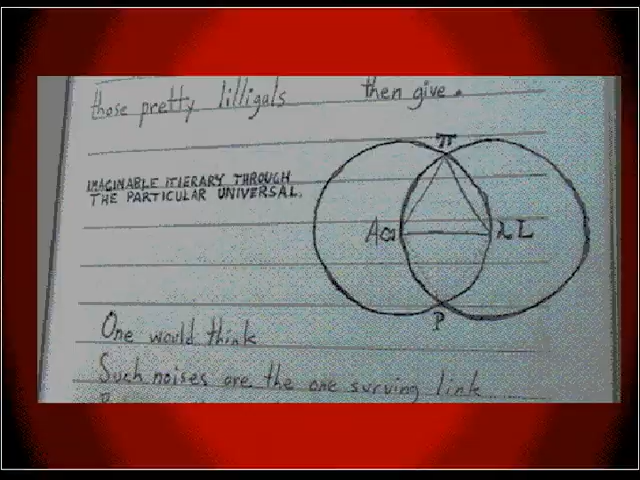 those pretty lilligals then give.
π
IMAGINABLE ITIERARY THROUGH
THE PARTICULAR UNIVERSAL.
Aα λL
P
One would think
Such noises are the one surving link